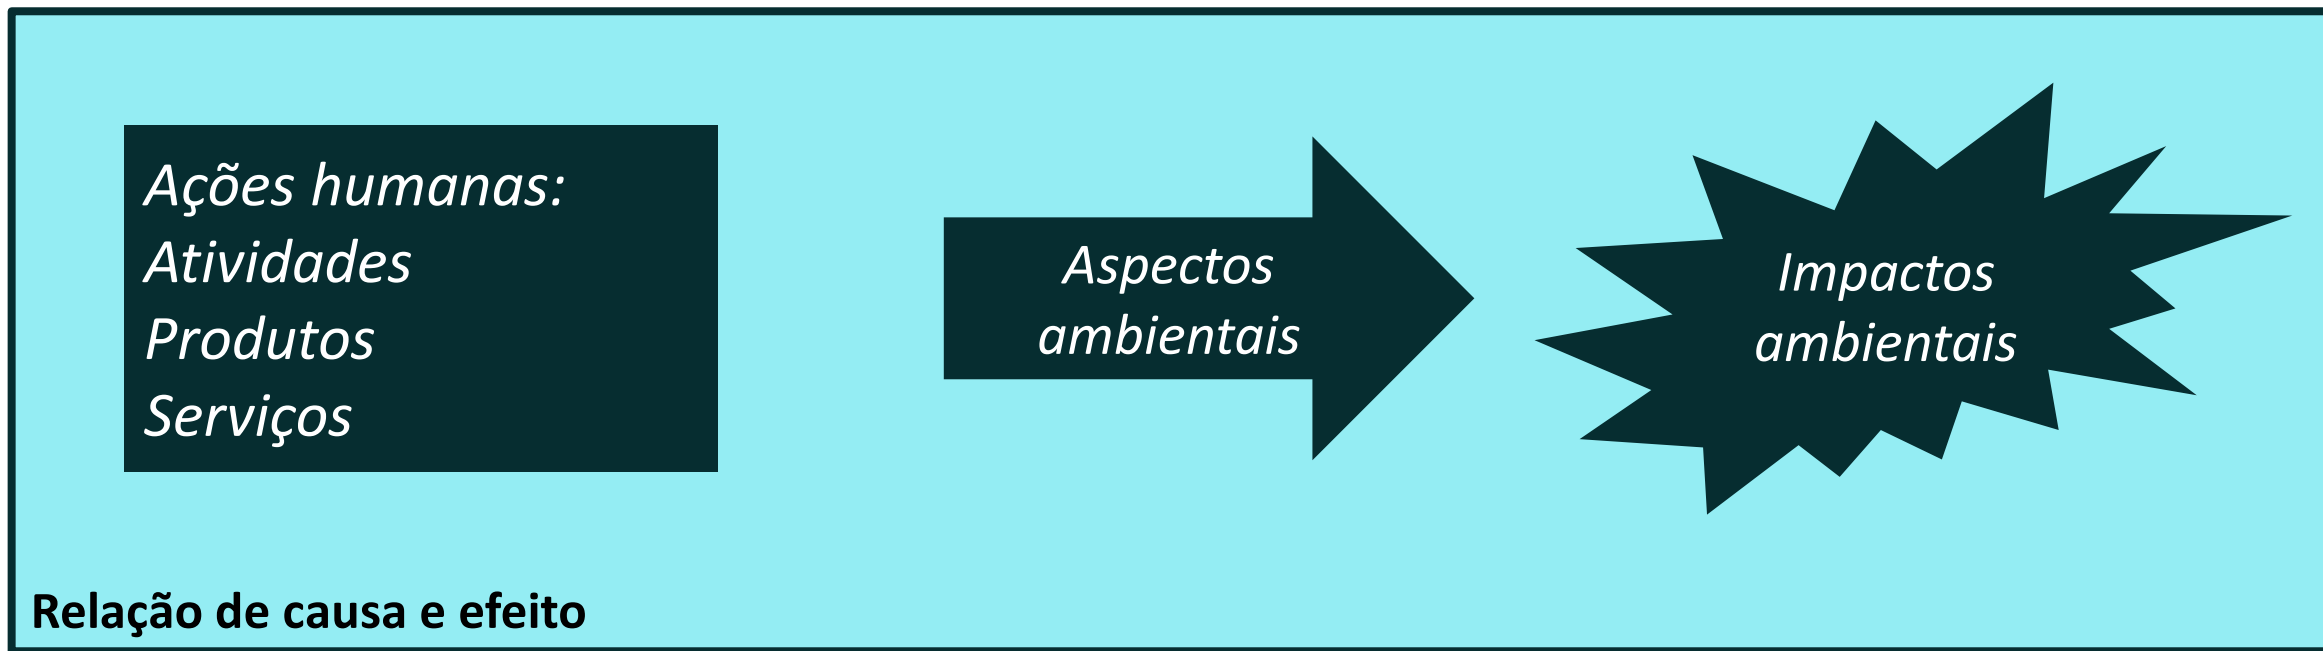 Ações humanas:
Atividades
Produtos
Serviços
Aspectos
ambientais
Impactos
ambientais
Relação de causa e efeito